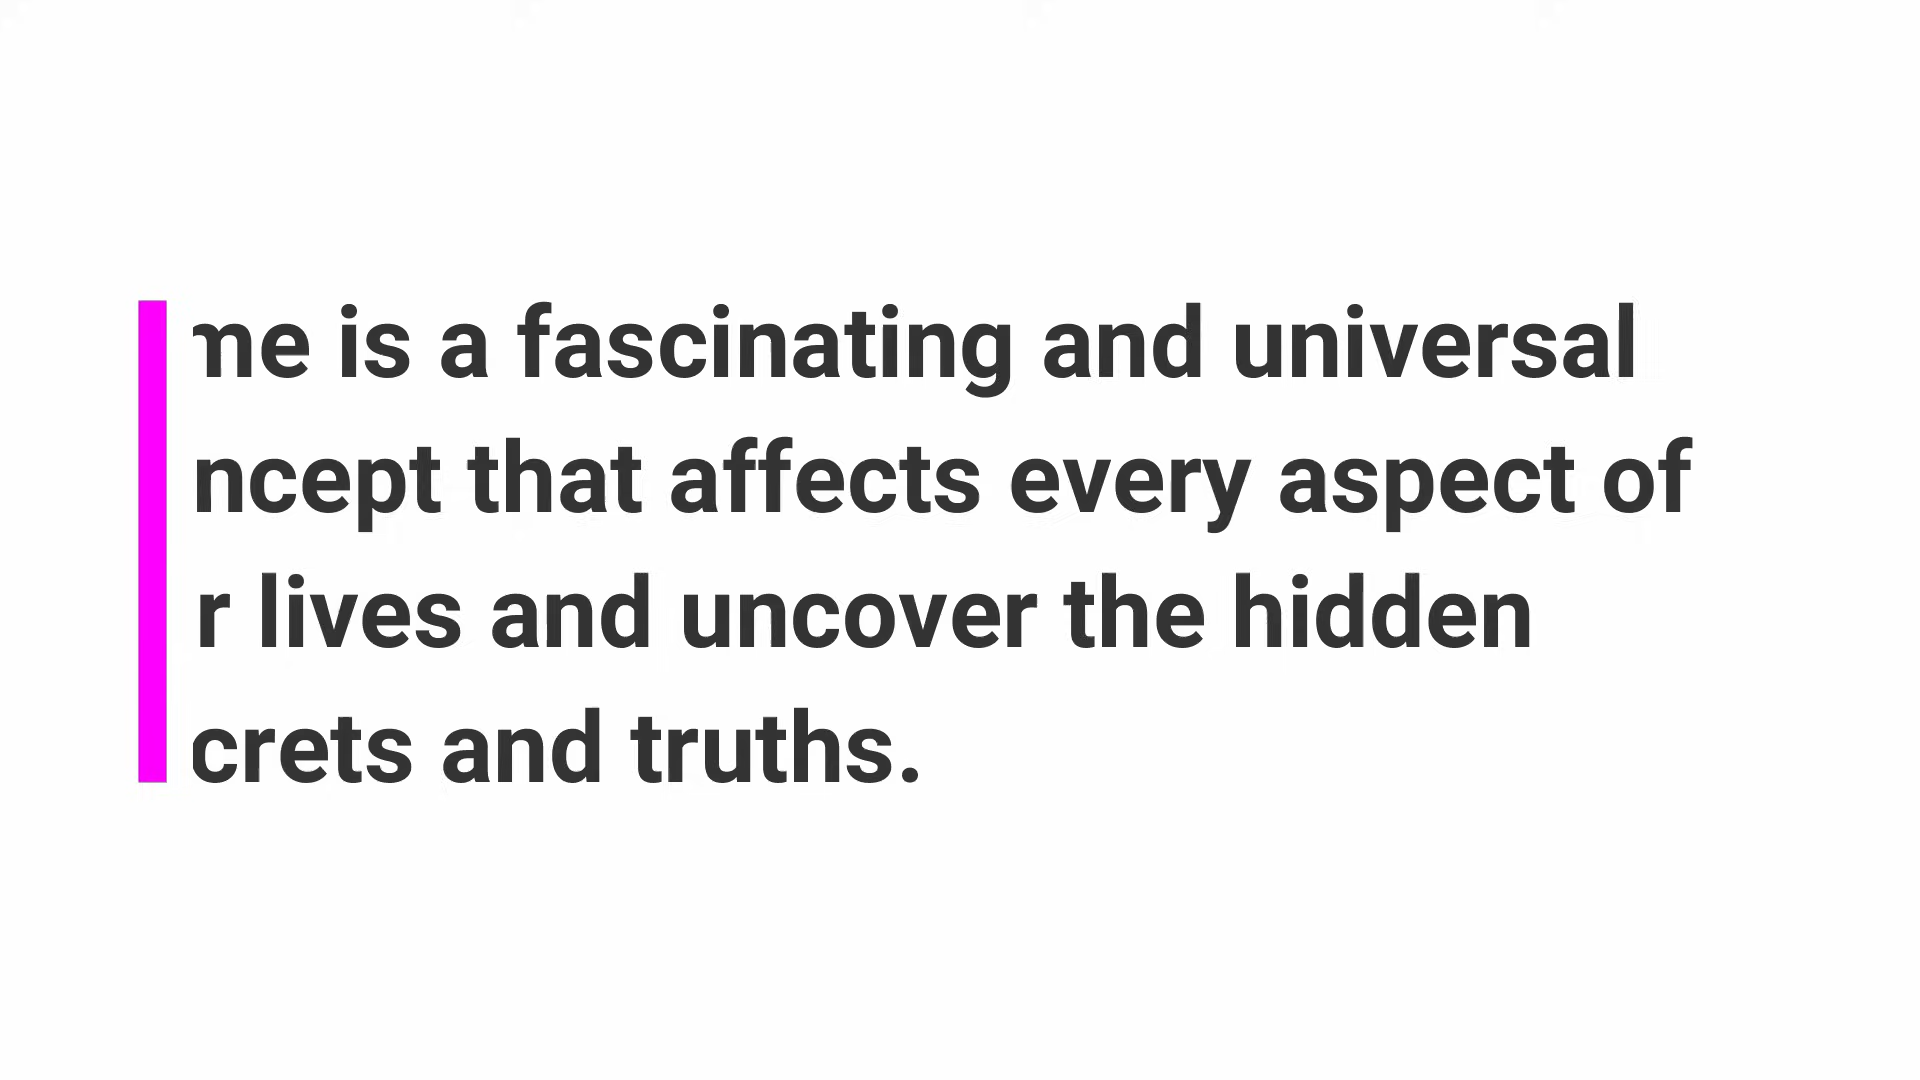 me is a fascinating and universal
ncept that affects every aspect of
r lives and uncover the hidden
crets and truths.